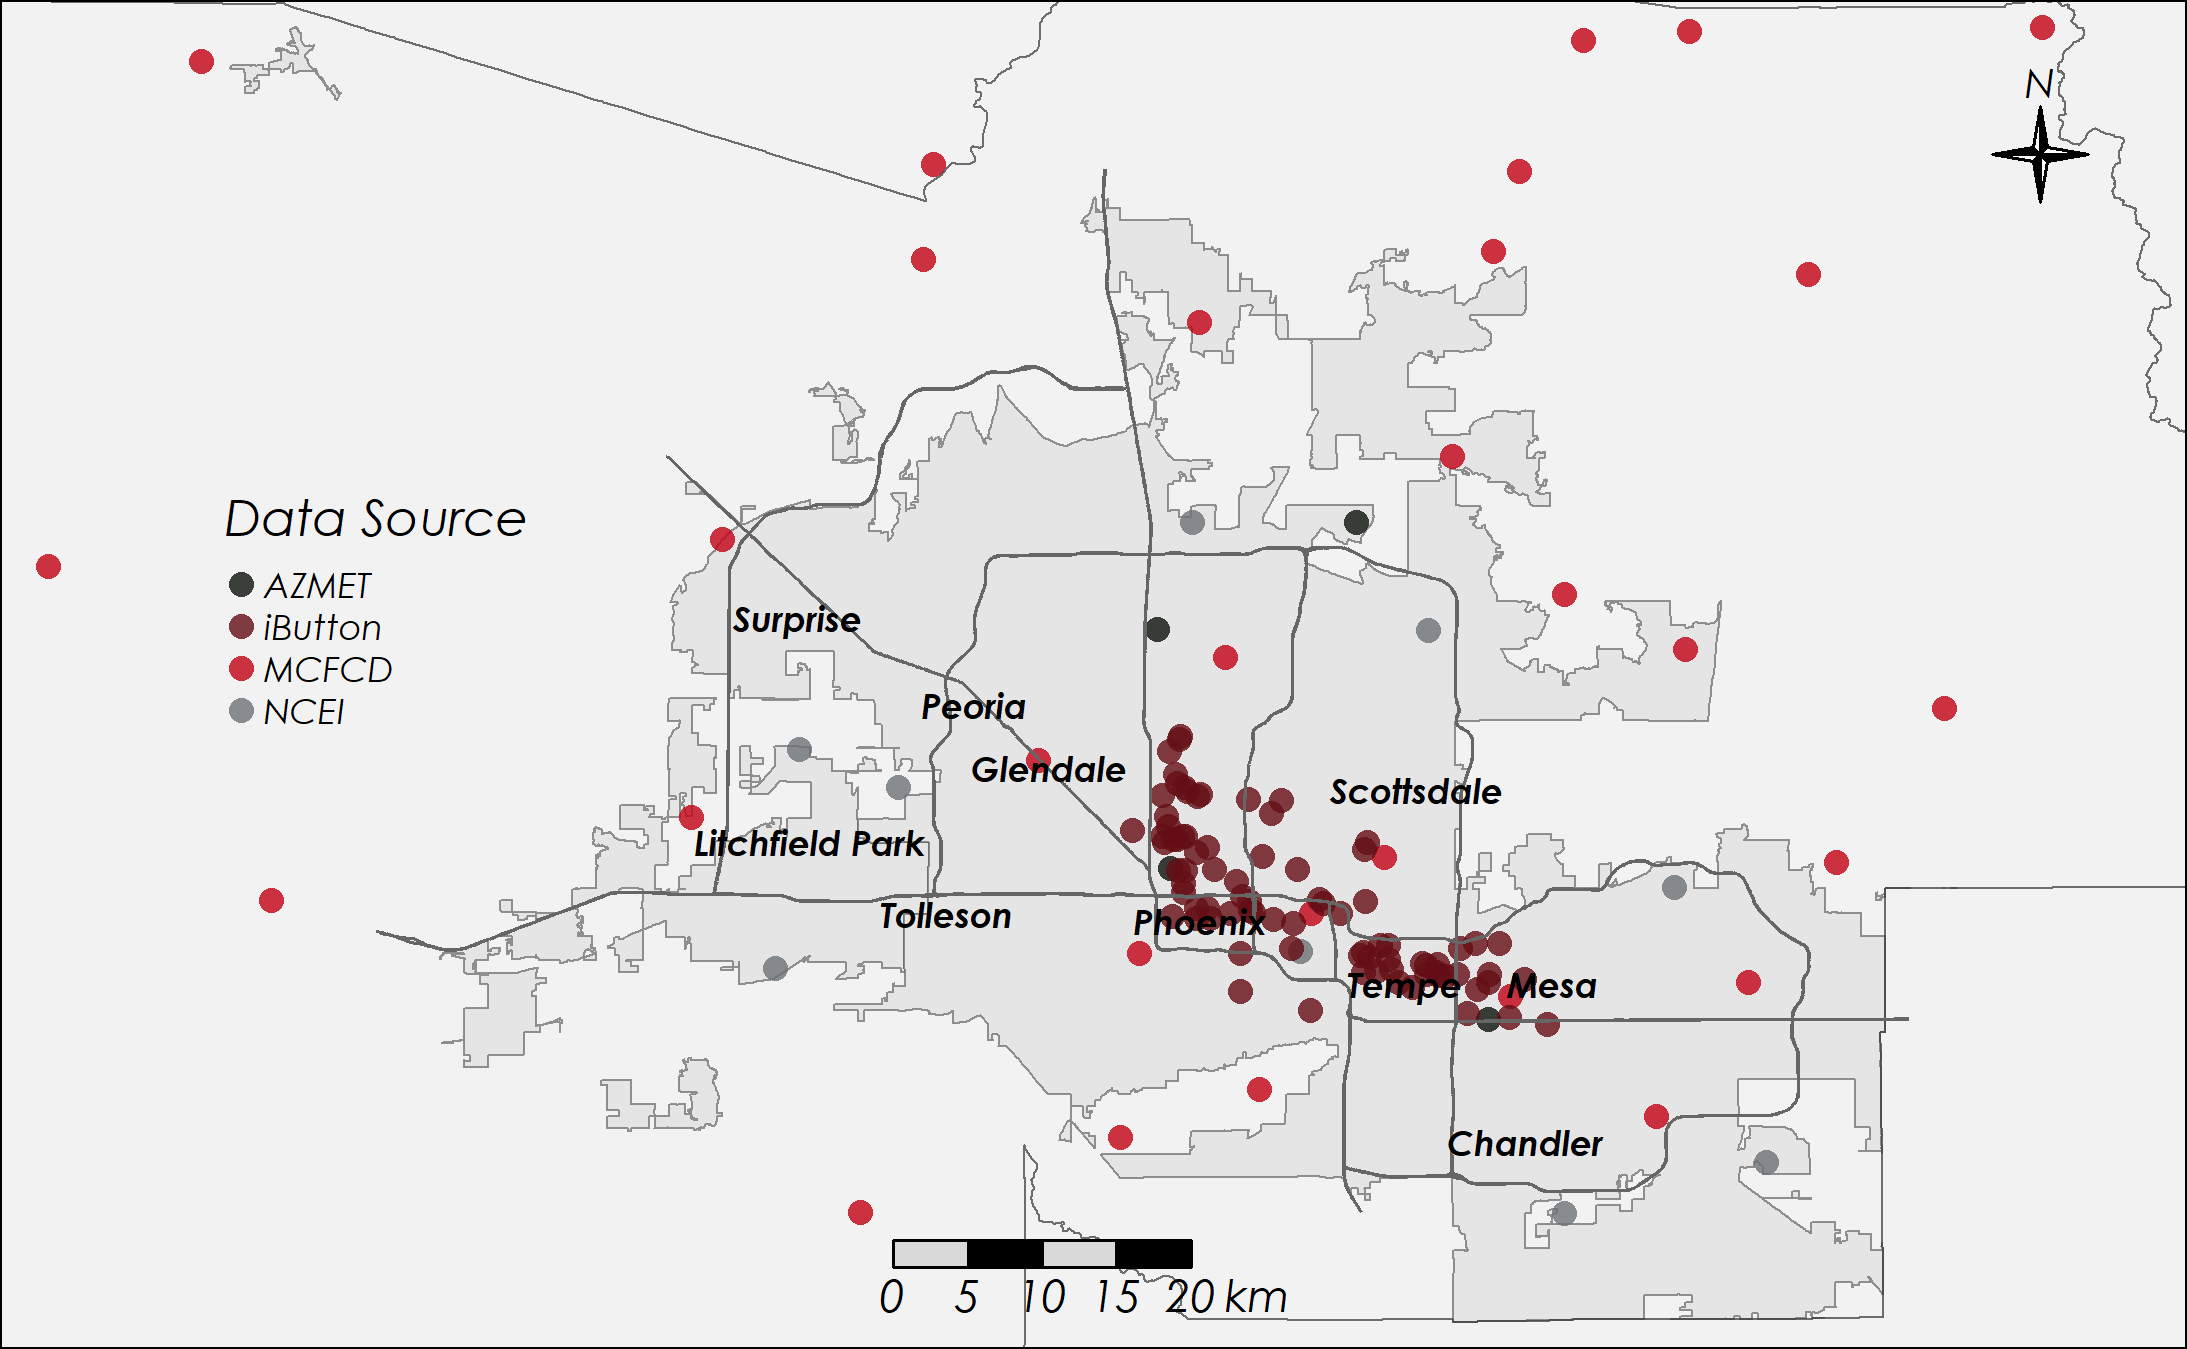 N
Data Source
AZMET
iButton
MCFCD
NCEI
Surprise
Peoria
Glendale
Scottsdale
Litchfield Park
Tolleson
Phoenix
Tempe
Mesa
Chandler
0 5 10 15 20 km